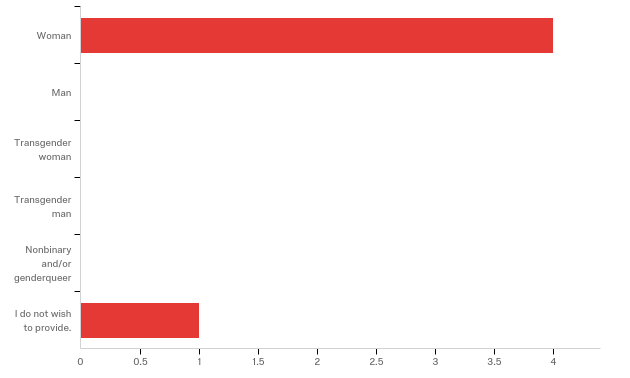 Woman
Man
Transgender
woman
Transgender
man
Nonbinary
and/or
genderqueer
I do not wish
to provide.
0 0.5 1 1.5 2 2.5 3 3.5 4